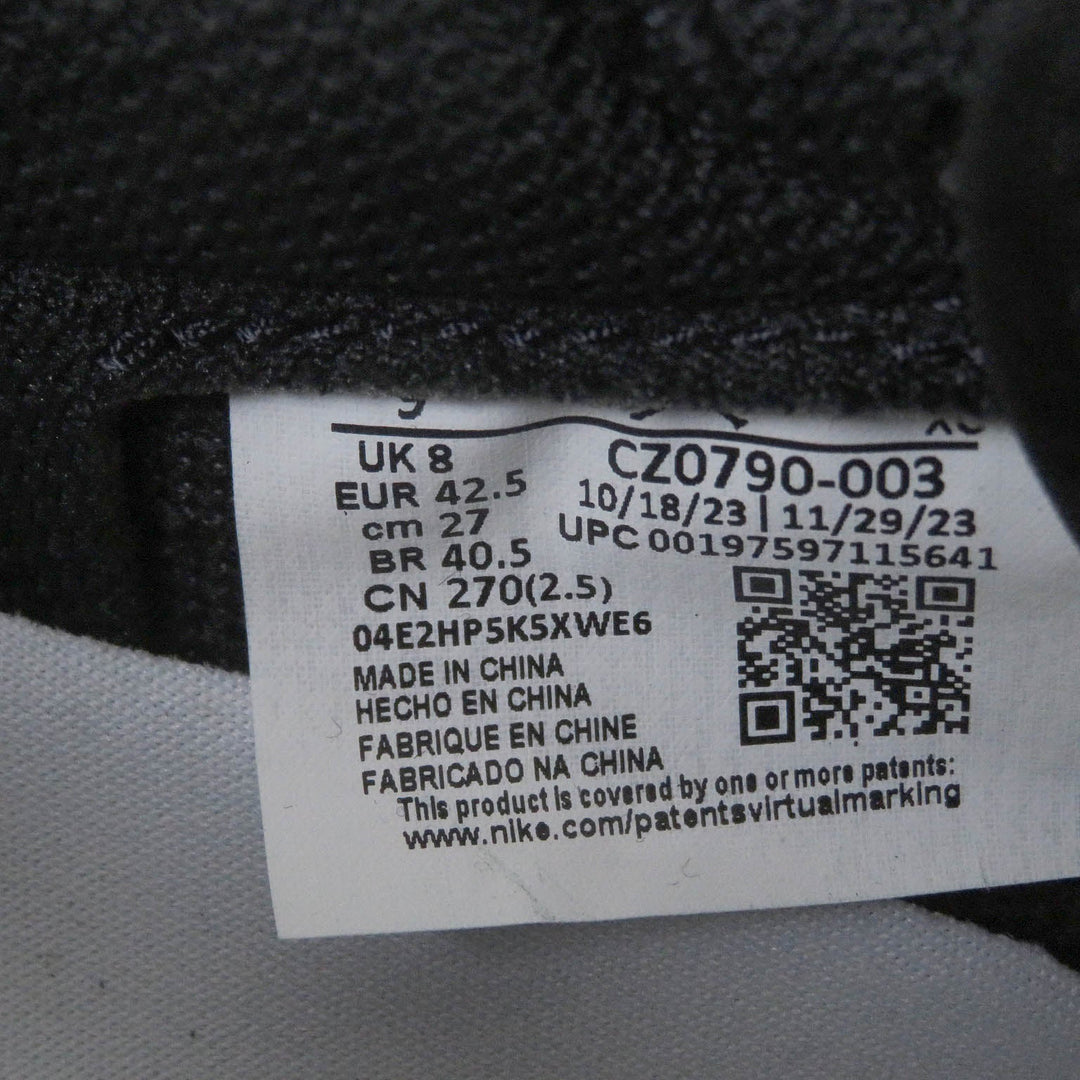 UK 8
EUR 42.5
cm 27
BR 40.5
CN 270(2.5)
CZ0790-003
10/18/23 | 11/29/23
UPC 00197597115641
04E2HP5K5XWE6
MADE IN CHINA
HECHO EN CHINA
FABRIQUE EN CHINE
FABRICADO NA CHINA
This product is covered by one or more patents:
www.nike.com/patentsvirtualmarking